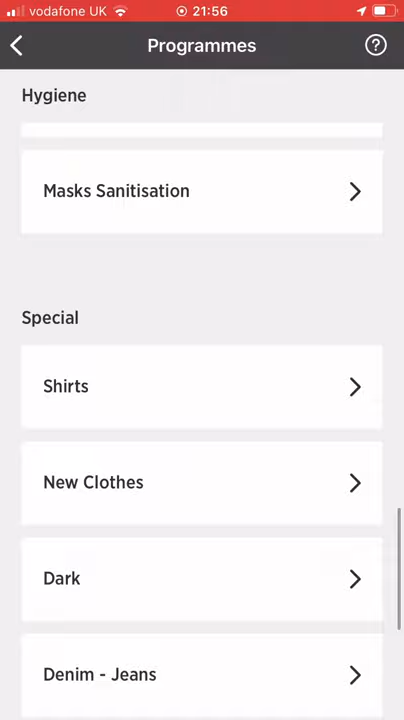 vodafone UK
21:56
Programmes
?
Hygiene
Masks Sanitisation
Special
Shirts
New Clothes
Dark
Denim - Jeans